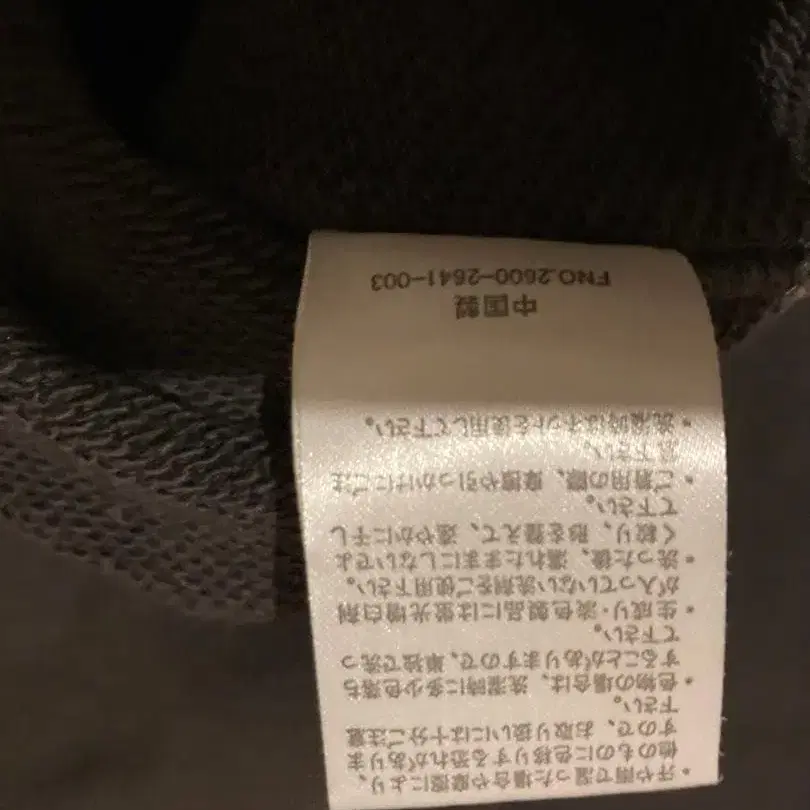 ・汗や雨で湿った場合や摩擦により、
他のものに色移りする恐れがありま
すので、お取り扱いには十分ご注意
下さい。
・色物の場合は、洗濯時に多少色落ち
することがありますので、単独で洗っ
て下さい。
・生成り・淡色製品には蛍光増白剤
が入っていない洗剤をご使用下さい。
・洗った後、濡れたままにしないでよ
く絞り、形を整えて、速やかに干し
て下さい。
・ご着用の際、摩擦や引っかけにご注
意下さい。
・洗濯時はネットを使用して下さい。
中国製
FNO.2600-2641-003